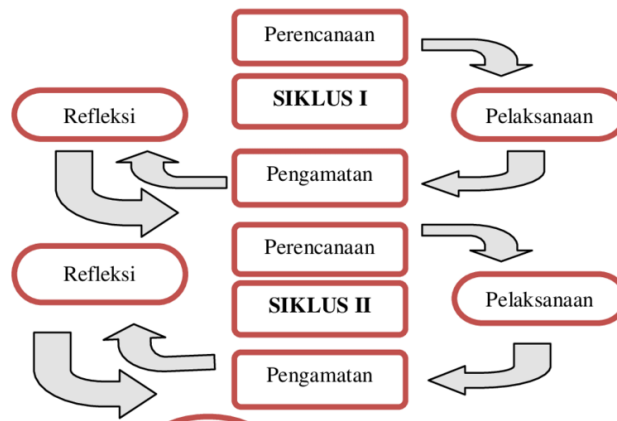 Perencanaan
SIKLUS I
Refleksi
Pelaksanaan
Pengamatan
Perencanaan
Refleksi
SIKLUS II
Pelaksanaan
Pengamatan